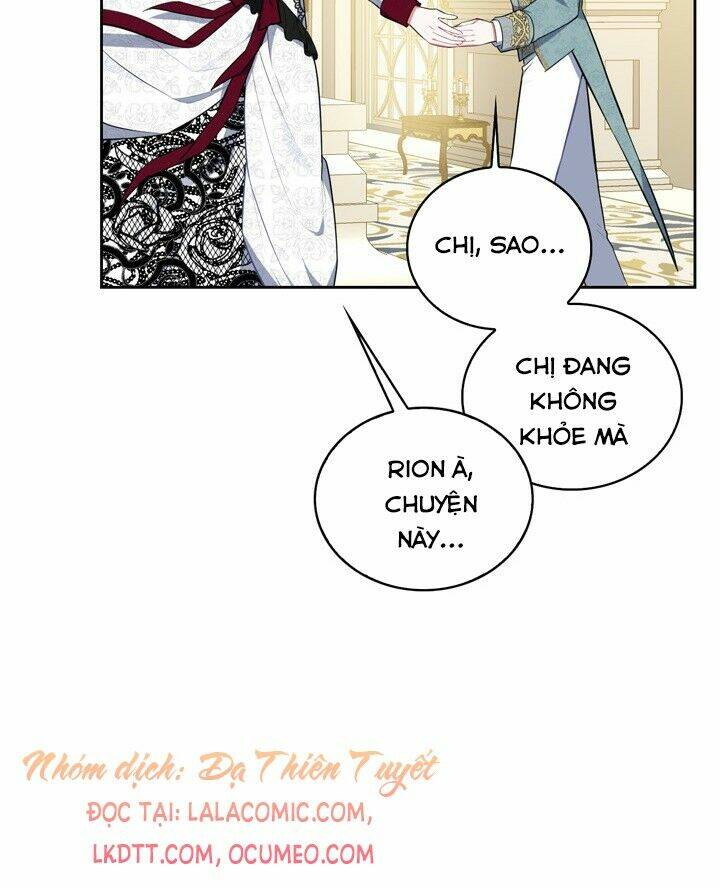 CHỊ, SAO...
CHỊ ĐANG
KHÔNG
KHỎE MÀ
RION À,
CHUYỆN
NÀY...
Nhóm dịch: Dạ Thiên Tuyết
ĐỌC TẠI: LALACOMIC.COM,
LKDTT.COM, OCUMEO.COM